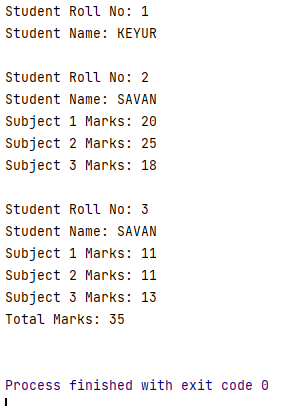 Student Roll No: 1
Student Name: KEYUR
Student Roll No: 2
Student Name: SAVAN
Subject 1 Marks: 20
Subject 2 Marks: 25
Subject 3 Marks: 18
Student Roll No: 3
Student Name: SAVAN
Subject 1 Marks: 11
Subject 2 Marks: 11
Subject 3 Marks: 13
Total Marks: 35
Process finished with exit code 0